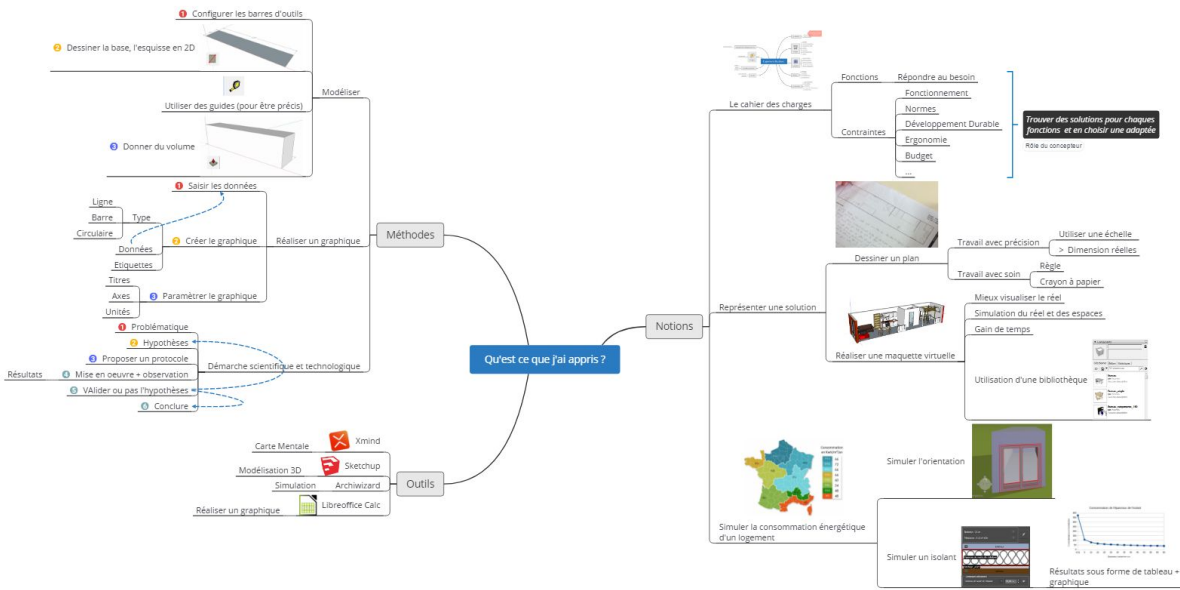 Qu'est ce que j'ai appris ?
Méthodes
Modéliser
1 Configurer les barres d'outils
2 Dessiner la base, l'esquisse en 2D
Utiliser des guides (pour être précis)
3 Donner du volume
Réaliser un graphique
1 Saisir les données
2 Créer le graphique
Type
Ligne
Barre
Circulaire
Données
Etiquettes
3 Paramètrer le graphique
Titres
Axes
Unités
Démarche scientifique et technologique
1 Problématique
2 Hypothèses
3 Proposer un protocole
4 Mise en oeuvre + observation
Résultats
5 VAlider ou pas l'hypothèses
6 Conclure
Outils
Xmind
Carte Mentale
Sketchup
Modélisation 3D
Archiwizard
Simulation
Libreoffice Calc
Réaliser un graphique
Notions
Le cahier des charges
Fonctions
Répondre au besoin
Contraintes
Fonctionnement
Normes
Développement Durable
Ergonomie
Budget
...
Trouver des solutions pour chaques
fonctions et en choisir une adaptée
Rôle du concepteur
Représenter une solution
Dessiner un plan
Travail avec précision
Utiliser une échelle
> Dimension réelles
Travail avec soin
Règle
Crayon à papier
Réaliser une maquette virtuelle
Mieux visualiser le réel
Simulation du réel et des espaces
Gain de temps
Utilisation d'une bibliothèque
Simuler la consommation énergétique
d'un logement
Simuler l'orientation
Simuler un isolant
Résultats sous forme de tableau +
graphique